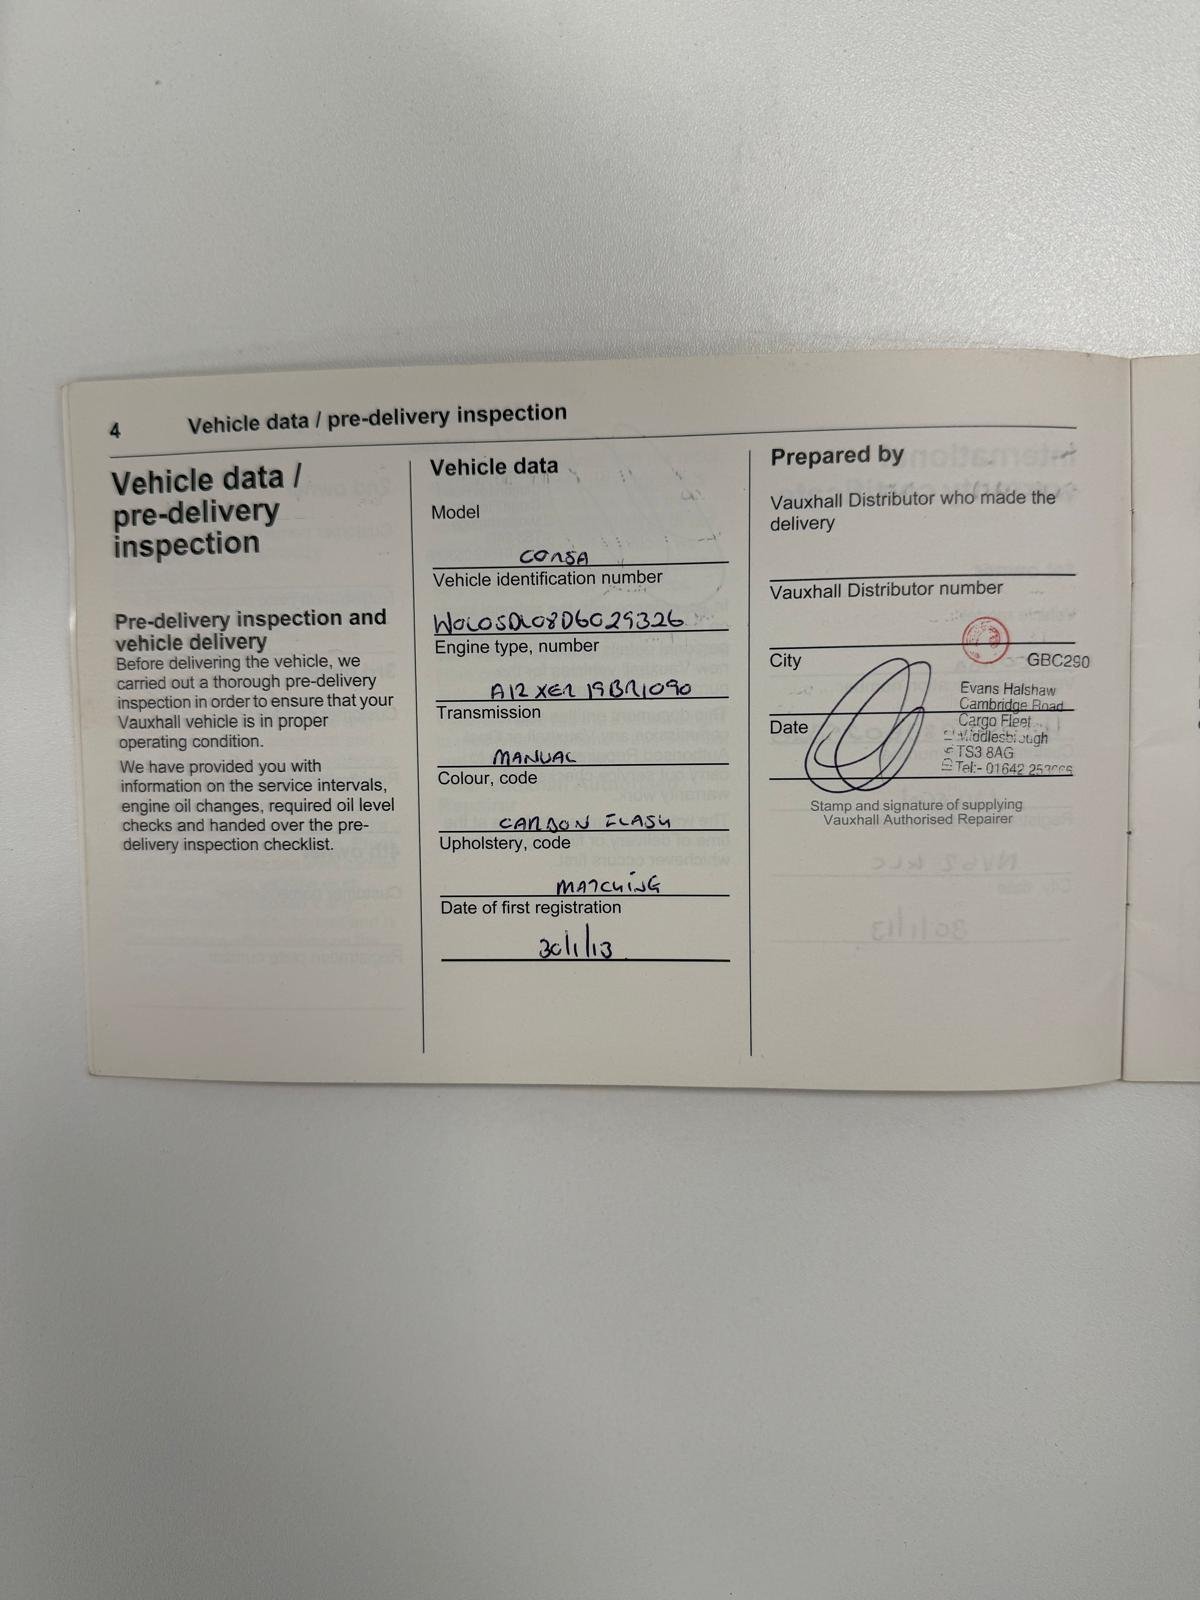 4 Vehicle data / pre-delivery inspection
Vehicle data /
pre-delivery
inspection
Pre-delivery inspection and
vehicle delivery
Before delivering the vehicle, we
carried out a thorough pre-delivery
inspection in order to ensure that your
Vauxhall vehicle is in proper
operating condition.
We have provided you with
information on the service intervals,
engine oil changes, required oil level
checks and handed over the pre-
delivery inspection checklist.
Vehicle data
Model
CORSA
Vehicle identification number
W0L0SDL08D6029326
Engine type, number
A12 XER 19BR1090
Transmission
MANUAL
Colour, code
CARBON FLASH
Upholstery, code
MATCHING
Date of first registration
30/1/13
Prepared by
Vauxhall Distributor who made the
delivery
Vauxhall Distributor number
City
GBC290
Evans Halshaw
Cambridge Road
Date
Cargo Fleet
Middlesbrough
TS3 8AG
Tel:- 01642
Stamp and signature of supplying
Vauxhall Authorised Repairer